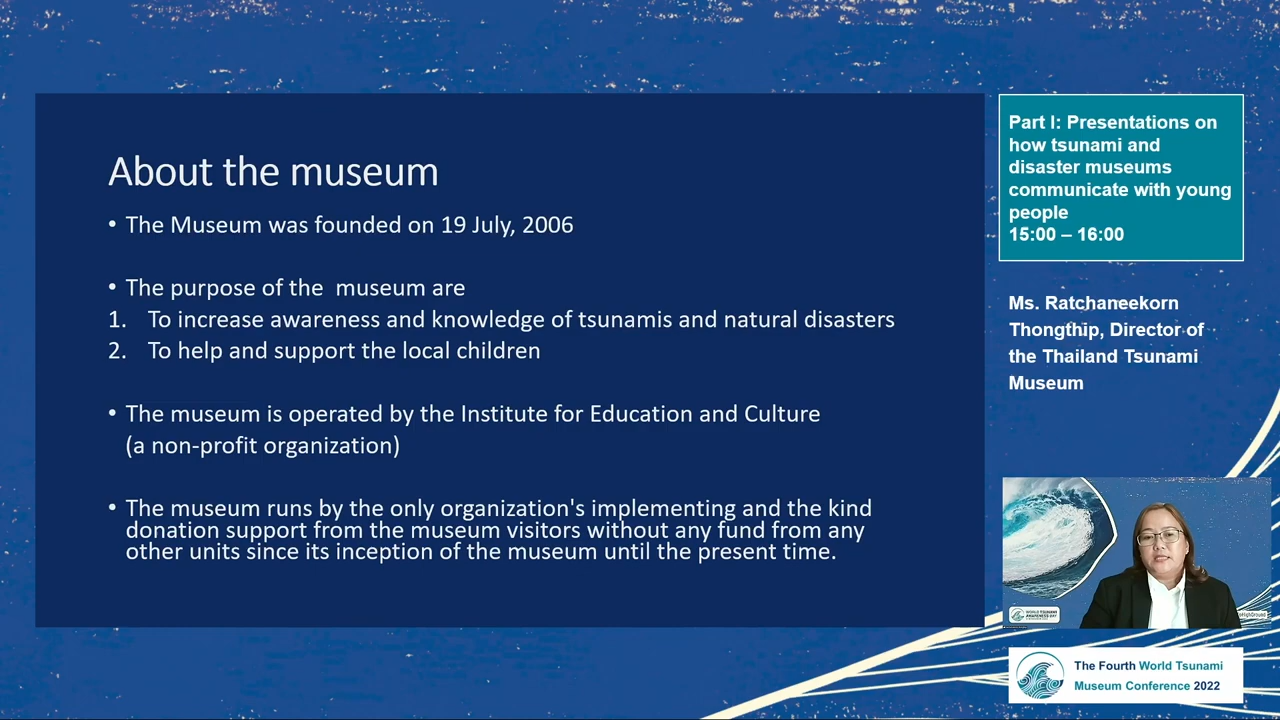 About the museum
• The Museum was founded on 19 July, 2006
• The purpose of the  museum are
1. To increase awareness and knowledge of tsunamis and natural disasters
2. To help and support the local children
• The museum is operated by the Institute for Education and Culture
(a non-profit organization)
• The museum runs by the only organization's implementing and the kind
donation support from the museum visitors without any fund from any
other units since its inception of the museum until the present time.
Part I: Presentations on
how tsunami and
disaster museums
communicate with young
people
15:00 – 16:00
Ms. Ratchaneekorn
Thongthip, Director of
the Thailand Tsunami
Museum
WORLD TSUNAMI
AWARENESS DAY
The Fourth World Tsunami
Museum Conference 2022